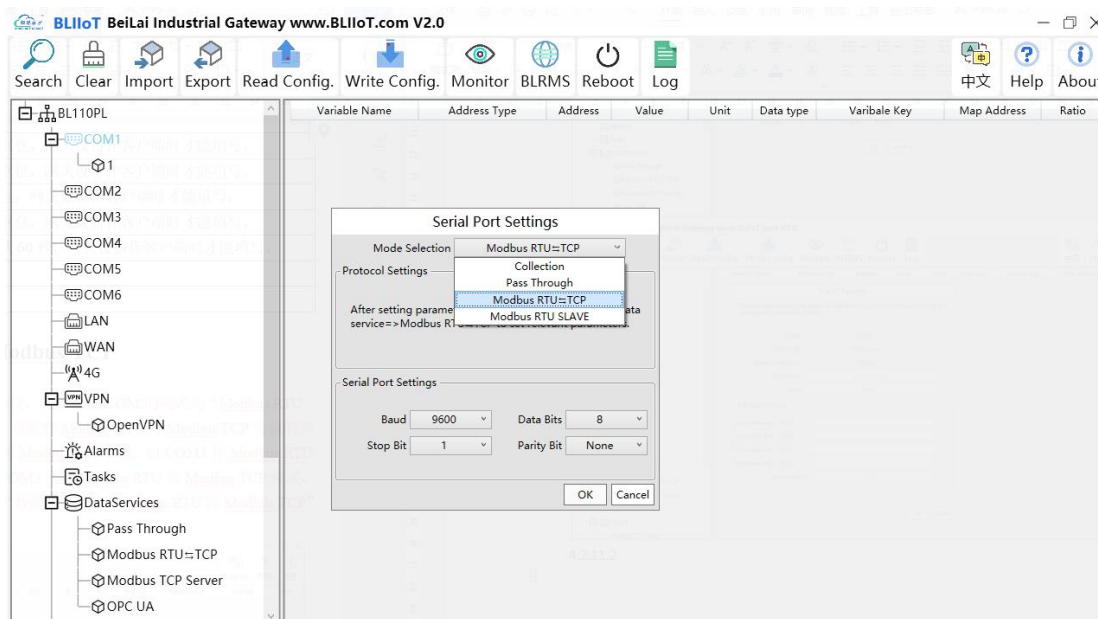 BLIIoT BeiLai Industrial Gateway www.BLIIoT.com V2.0
Search Clear Import Export Read Config. Write Config. Monitor BLRMS Reboot Log 中文 Help About
BL110PL
Variable Name Address Type Address Value Unit Data type Varibale Key Map Address Ratio
COM1
1
COM2
COM3
COM4
COM5
COM6
LAN
WAN
4G
VPN VPN
OpenVPN
Alarms
Tasks
DataServices
Pass Through
Modbus RTU⇆TCP
Modbus TCP Server
OPC UA
Serial Port Settings
Mode Selection Modbus RTU⇆TCP
Collection
Pass Through
Modbus RTU⇆TCP
Modbus RTU SLAVE
Protocol Settings
After setting
service=>Modbus
Serial Port Settings
Baud 9600 Data Bits 8
Stop Bit 1 Parity Bit None
OK Cancel